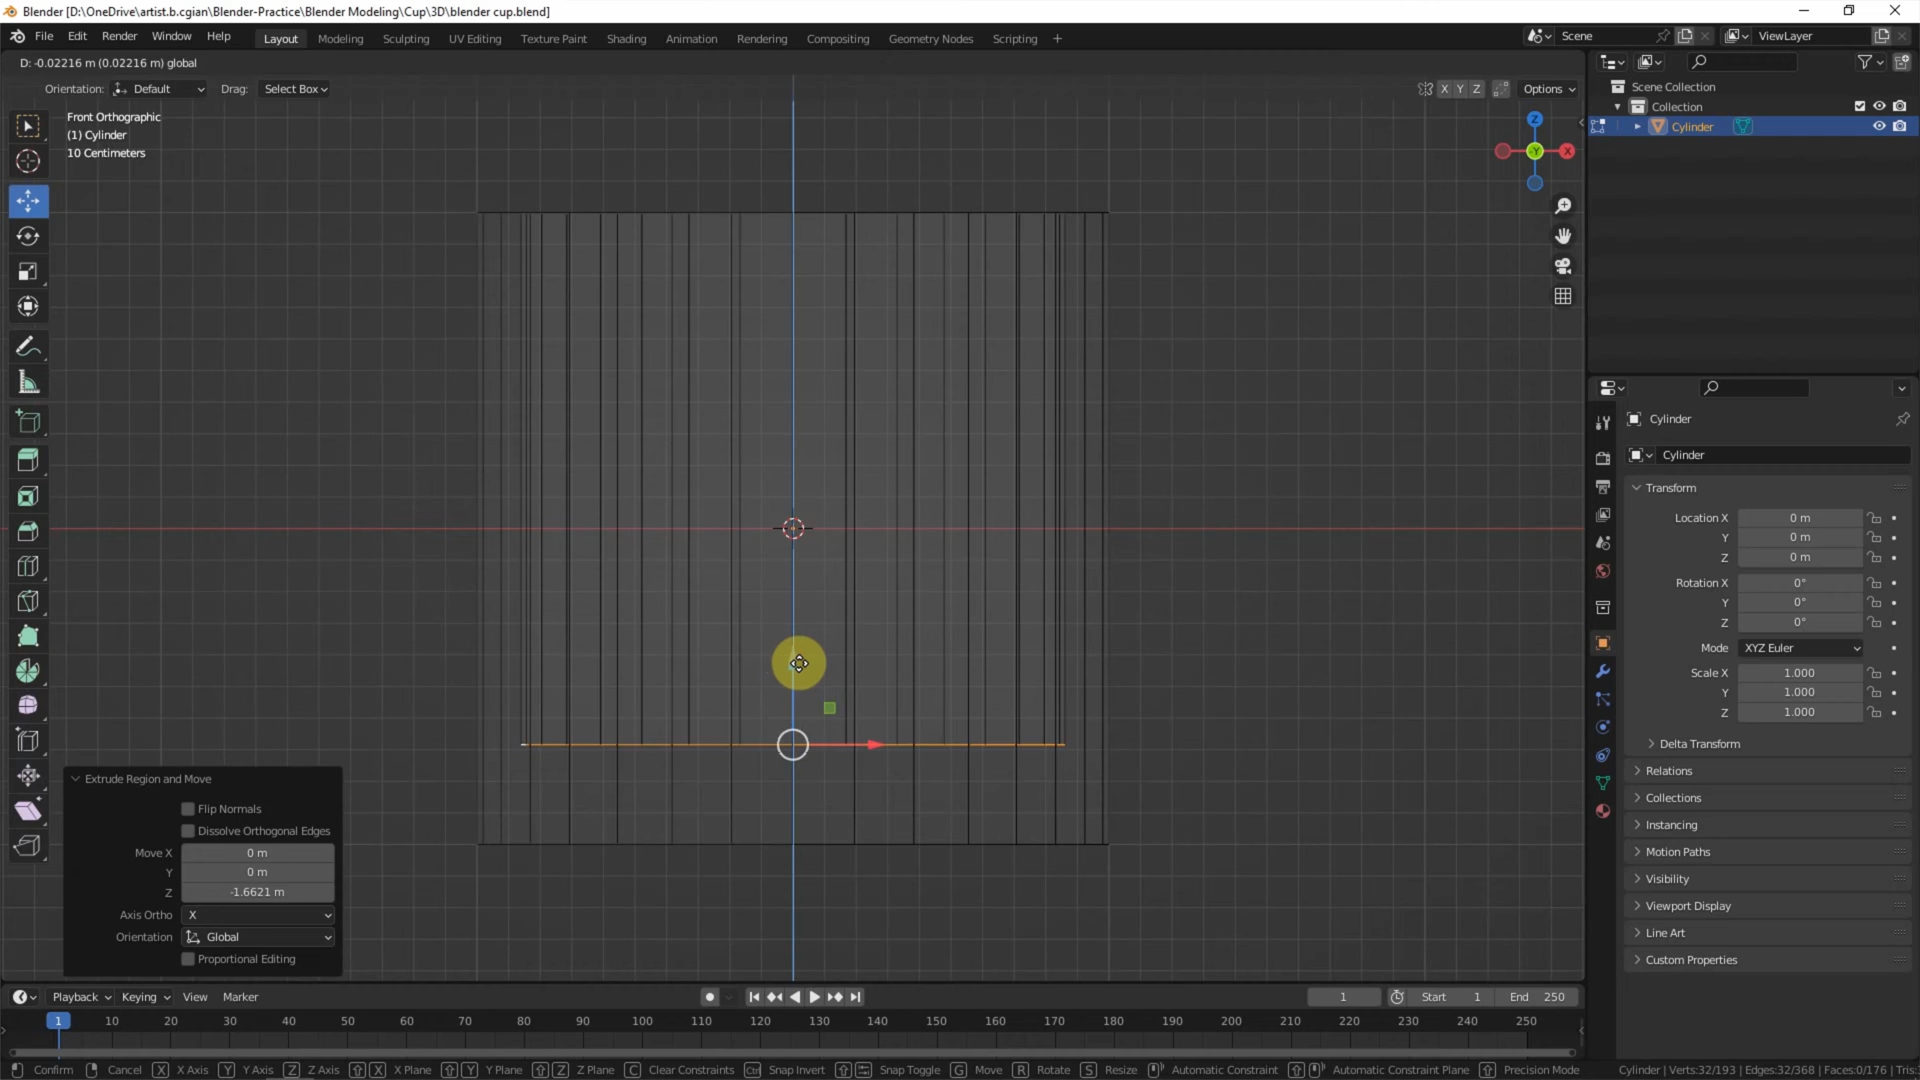 Blender [D:\OneDrive\artist.b.cgian\Blender-Practice\Blender Modeling\Cup\3D\blender cup.blend]
File Edit Render Window Help Layout Modeling Sculpting UV Editing Texture Paint Shading Animation Rendering Compositing Geometry Nodes Scripting + Scene ViewLayer
D: -0.02216 m (0.02216 m) global
Orientation: Default Drag: Select Box X Y Z Options
Scene Collection
Collection
Cylinder
Front Orthographic
(1) Cylinder
10 Centimeters
Z
Y
X
Cylinder
Cylinder
Transform
Location X 0 m
Y 0 m
Z 0 m
Rotation X 0°
Y 0°
Z 0°
Mode XYZ Euler
Scale X 1.000
Y 1.000
Z 1.000
Delta Transform
Relations
Collections
Instancing
Motion Paths
Visibility
Viewport Display
Line Art
Custom Properties
Extrude Region and Move
Flip Normals
Dissolve Orthogonal Edges
Move X 0 m
Y 0 m
Z -1.6621 m
Axis Ortho X
Orientation Global
Proportional Editing
Playback Keying View Marker 1 Start 1 End 250
1 10 20 30 40 50 60 70 80 90 100 110 120 130 140 150 160 170 180 190 200 210 220 230 240 250
Confirm Cancel X X Axis Y Y Axis Z Z Axis X X Plane Y Y Plane Z Z Plane C Clear Constraints Ctrl Snap Invert Snap Toggle G Move R Rotate S Resize Automatic Constraint Automatic Constraint Plane Precision Mode Cylinder | Verts:32/193 | Edges:32/368 | Faces:0/176 | Tris: